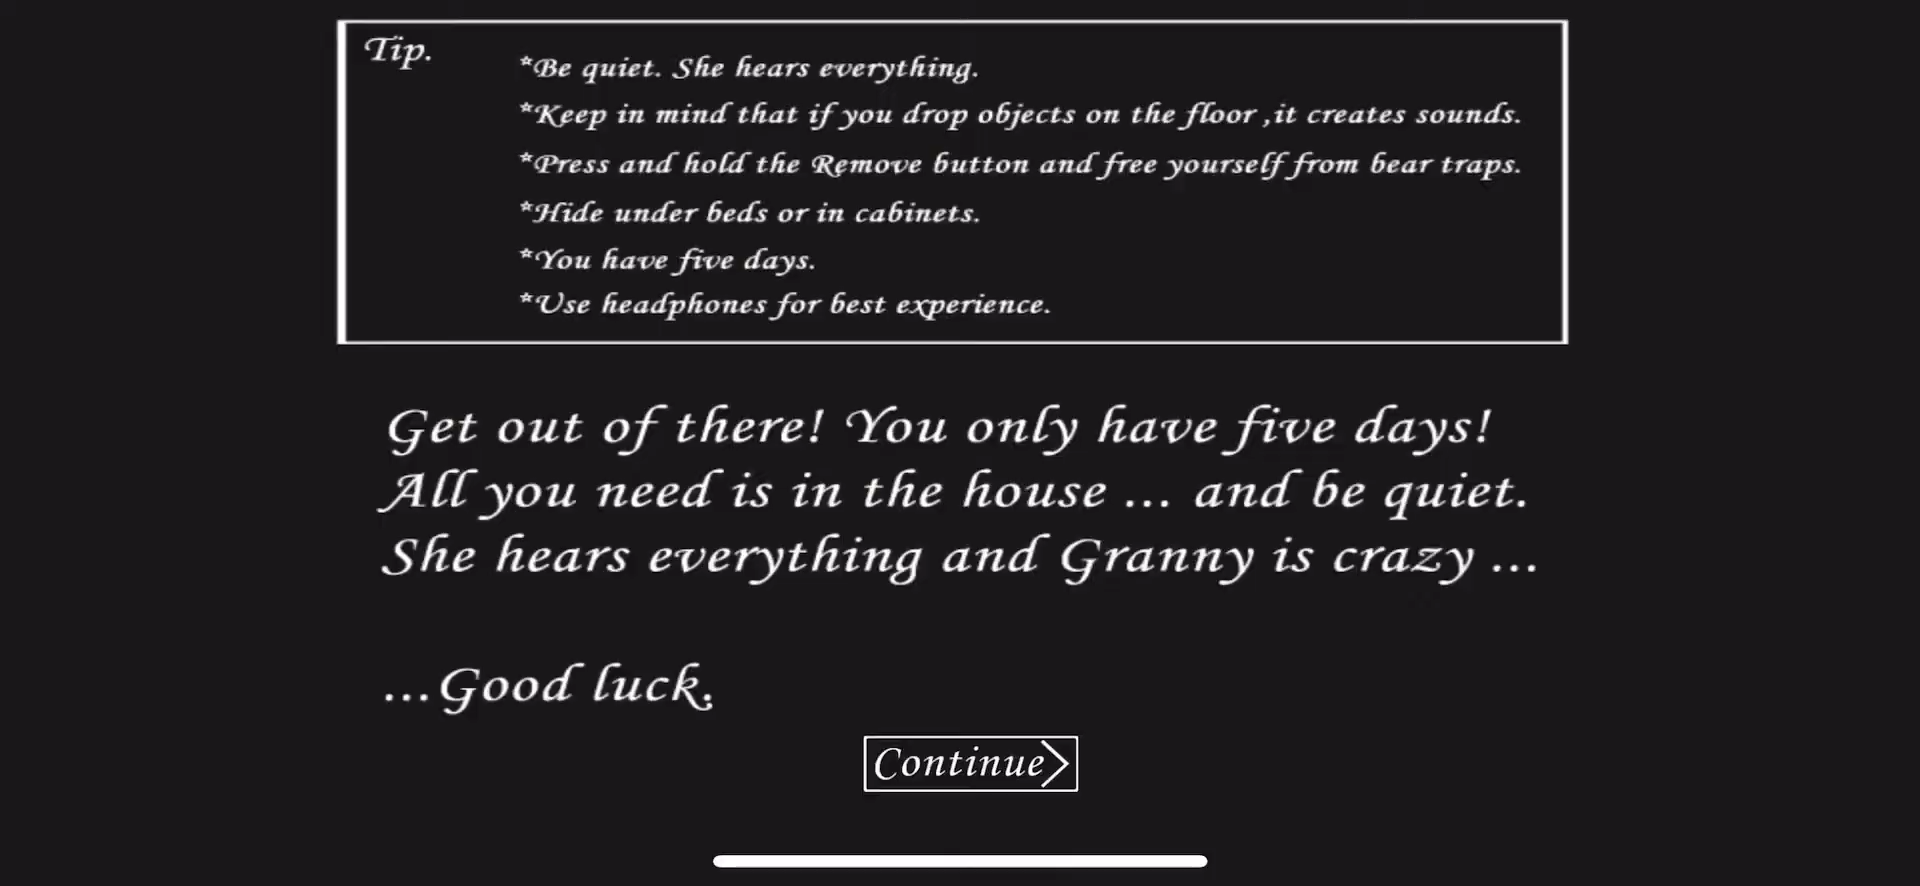 Tip.
*Be quiet. She hears everything.
*Keep in mind that if you drop objects on the floor ,it creates sounds.
*Press and hold the Remove button and free yourself from bear traps.
*Hide under beds or in cabinets.
*You have five days.
*Use headphones for best experience.
Get out of there! You only have five days!
All you need is in the house ... and be quiet.
She hears everything and Granny is crazy ...
...Good luck.
Continue>